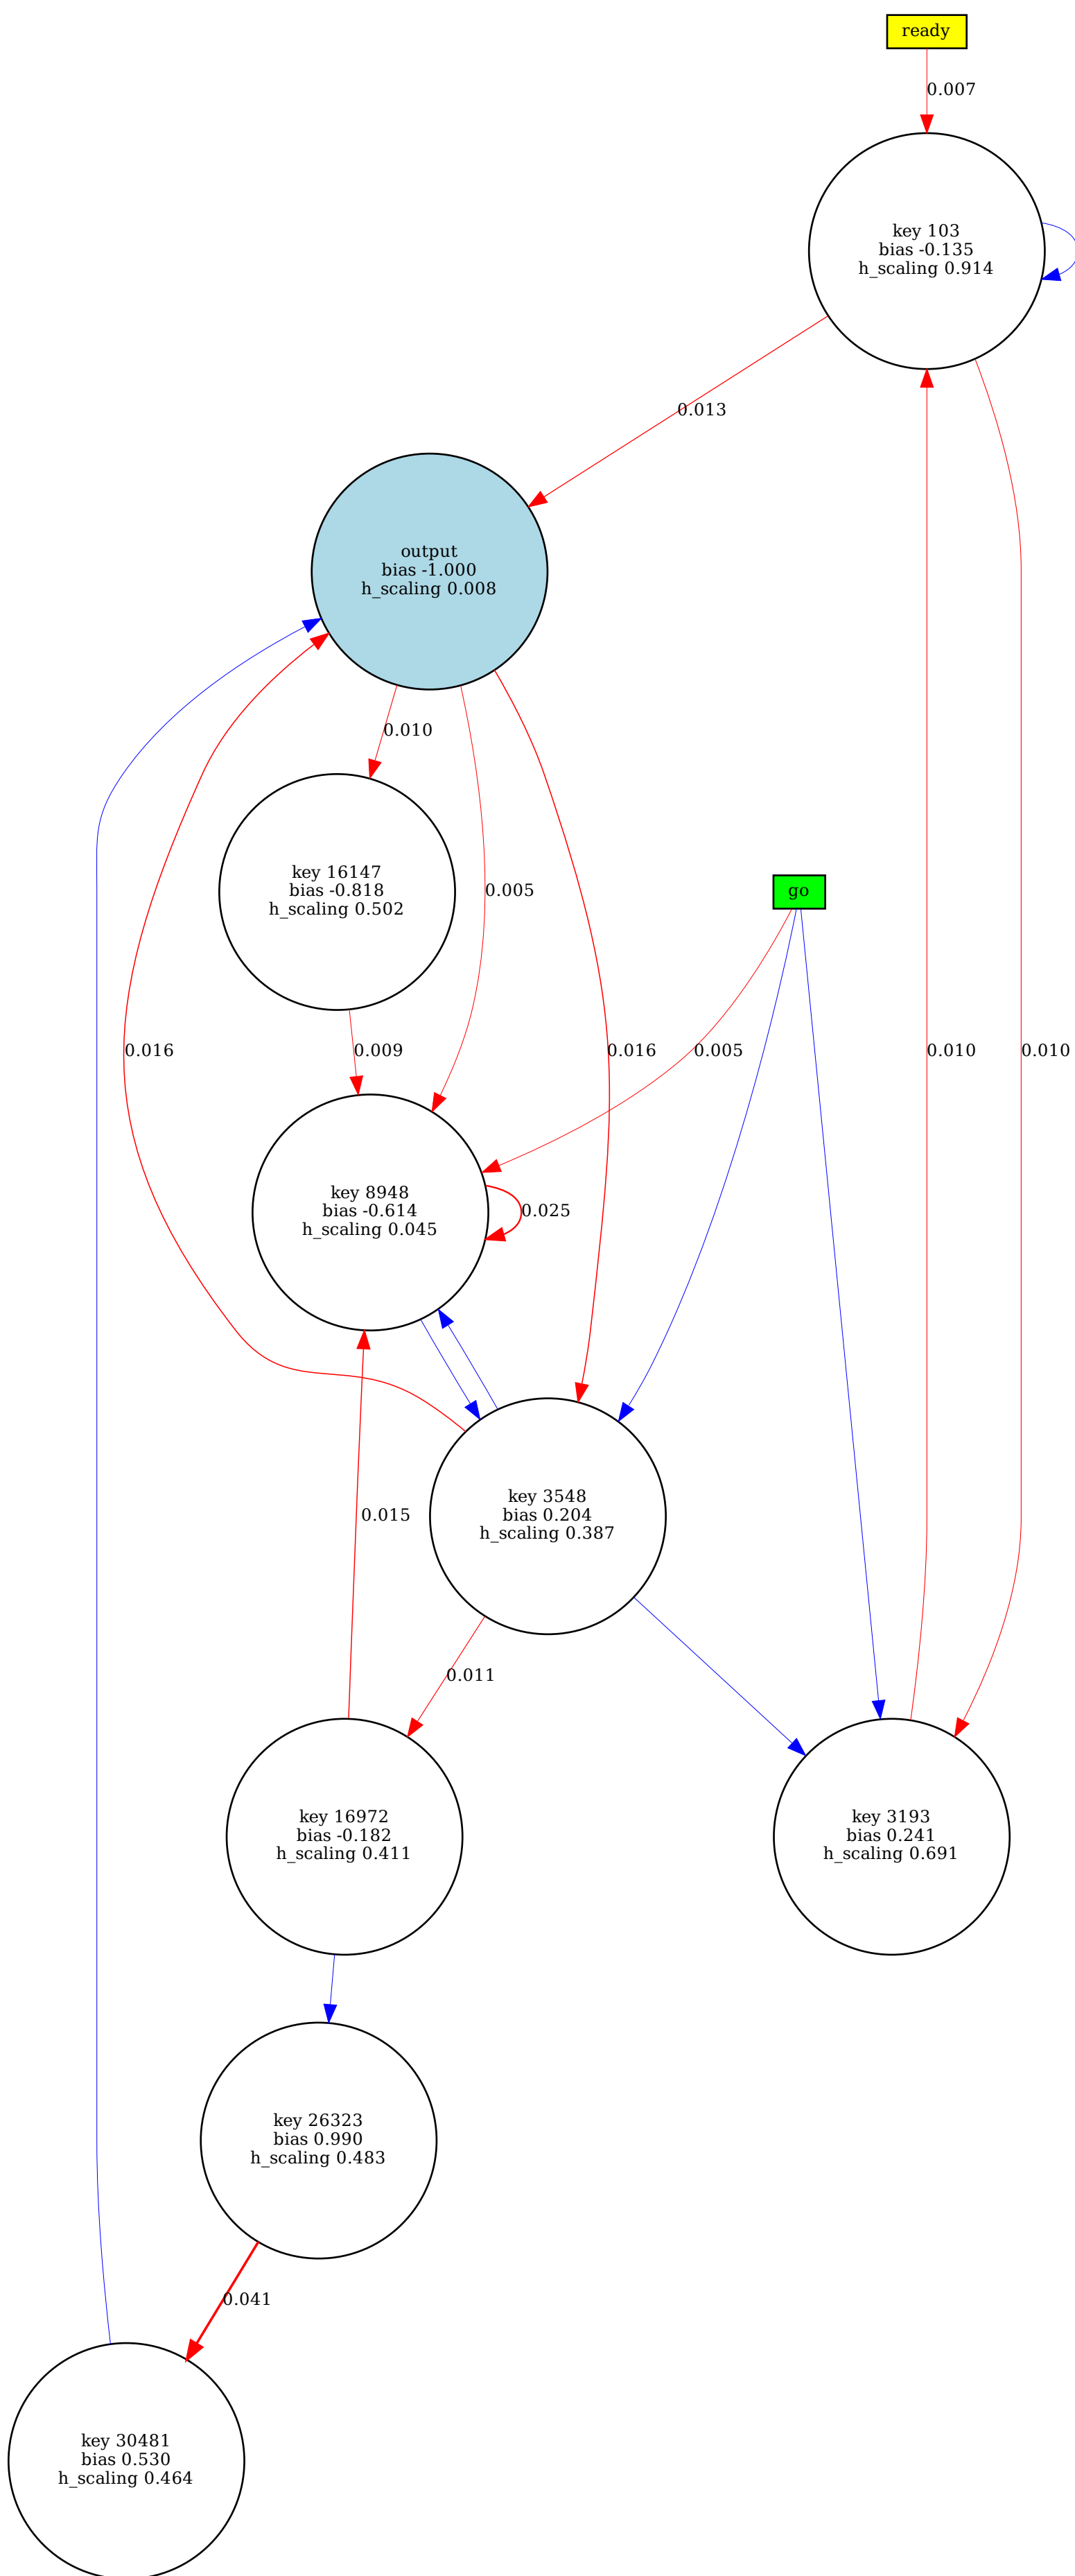 ready
0.007
key 103
bias -0.135
h_scaling 0.914
0.013
output
bias -1.000
h_scaling 0.008
0.010
key 16147
bias -0.818
h_scaling 0.502
go
0.005
0.016
0.009
0.016
0.005
0.010
0.010
key 8948
bias -0.614
h_scaling 0.045
0.025
key 3548
bias 0.204
h_scaling 0.387
0.015
0.011
key 16972
bias -0.182
h_scaling 0.411
key 3193
bias 0.241
h_scaling 0.691
key 26323
bias 0.990
h_scaling 0.483
0.041
key 30481
bias 0.530
h_scaling 0.464